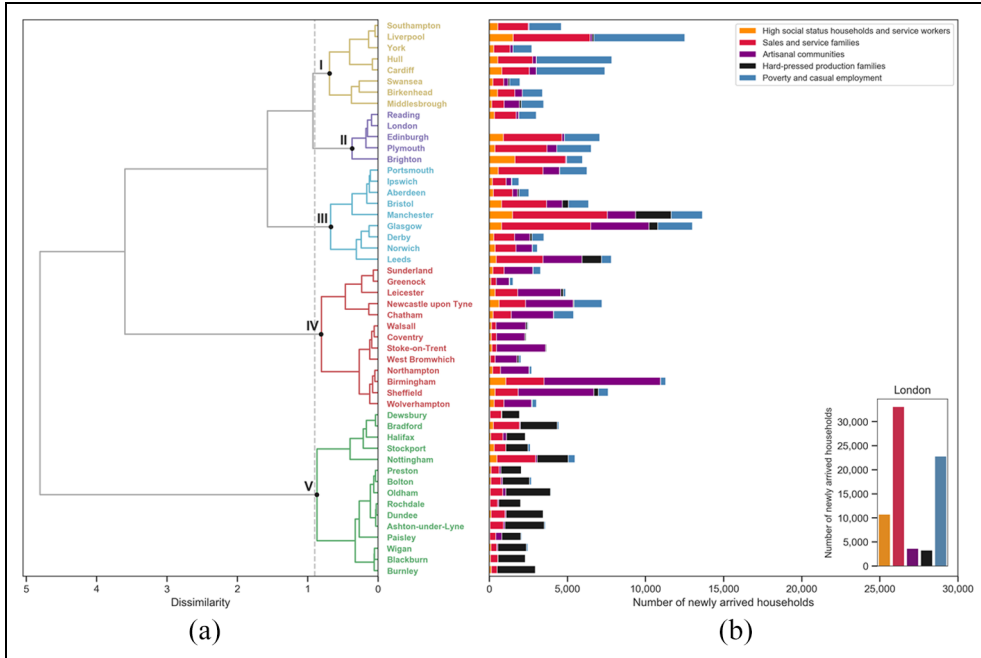 Southampton
Liverpool
York
Hull
Cardiff
Swansea
Birkenhead
Middlesbrough
Reading
London
Edinburgh
Plymouth
Brighton
Portsmouth
Ipswich
Aberdeen
Bristol
Manchester
Glasgow
Derby
Norwich
Leeds
Sunderland
Greenock
Leicester
Newcastle upon Tyne
Chatham
Walsall
Coventry
Stoke-on-Trent
West Bromwhich
Northampton
Birmingham
Sheffield
Wolverhampton
Dewsbury
Bradford
Halifax
Stockport
Nottingham
Preston
Bolton
Oldham
Rochdale
Dundee
Ashton-under-Lyne
Paisley
Wigan
Blackburn
Burnley
I
II
III
IV
V
5 4 3 2 1 0
Dissimilarity
(a)
High social status households and service workers
Sales and service families
Artisanal communities
Hard-pressed production families
Poverty and casual employment
London
30,000
25,000
20,000
15,000
10,000
5,000
0
Number of newly arrived households
0 5,000 10,000 15,000 20,000 25,000 30,000
Number of newly arrived households
(b)